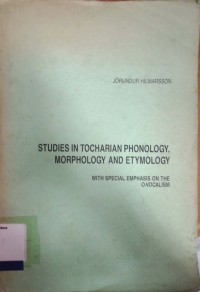 JÖRUNDUR HILMARSSON
STUDIES IN TOCHARIAN PHONOLOGY,
MORPHOLOGY AND ETYMOLOGY
WITH SPECIAL EMPHASIS ON THE
O-VOCALISM